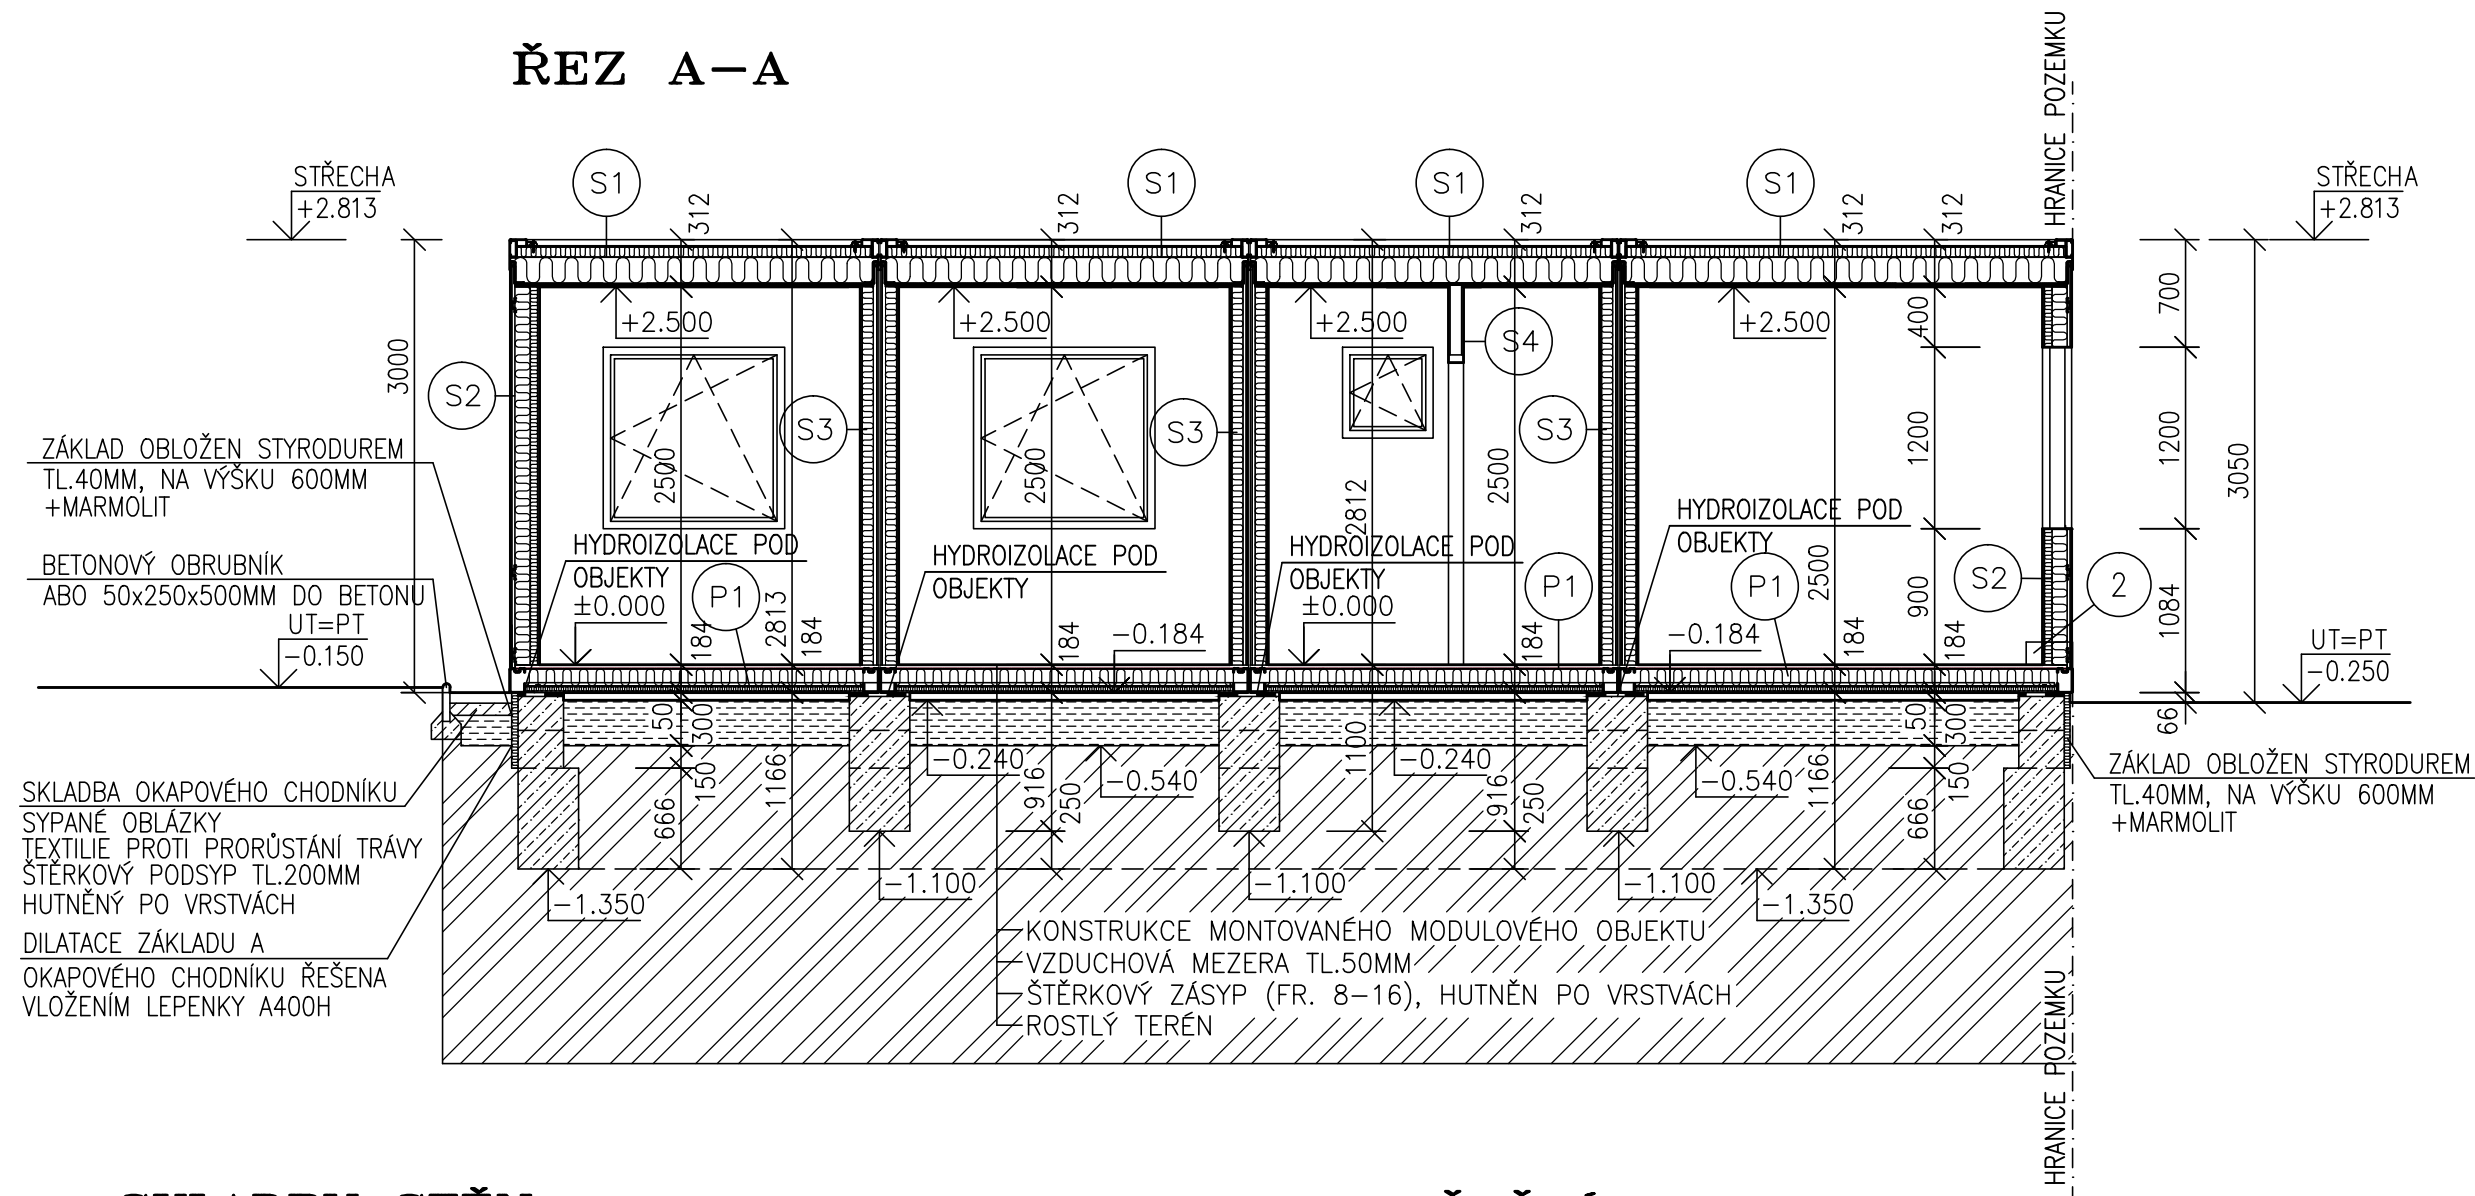 ŘEZ A-A
HRANICE POZEMKU
STŘECHA
+2.813
S1
S1
S1
S1
STŘECHA
+2.813
312
312
312
312
312
+2.500
+2.500
+2.500
+2.500
400
700
3000
S2
S3
S3
S4
S3
2500
2500
2812
2500
2500
1200
1200
3050
ZÁKLAD OBLOŽEN STYRODUREM
TL.40MM, NA VÝŠKU 600MM
+MARMOLIT
BETONOVÝ OBRUBNÍK
ABO 50x250x500MM DO BETONU
UT=PT
-0.150
HYDROIZOLACE POD
OBJEKTY
±0.000
HYDROIZOLACE POD
OBJEKTY
HYDROIZOLACE POD
OBJEKTY
±0.000
HYDROIZOLACE POD
OBJEKTY
P1
P1
P1
S2
2
900
1084
184
2813
184
184
-0.184
184
-0.184
184
184
UT=PT
-0.250
66
50
300
50
300
-0.240
-0.540
-0.240
-0.540
666
150
1166
916
250
1100
916
250
1166
666
150
-1.350
-1.100
-1.100
-1.100
-1.350
ZÁKLAD OBLOŽEN STYRODUREM
TL.40MM, NA VÝŠKU 600MM
+MARMOLIT
SKLADBA OKAPOVÉHO CHODNÍKU
SYPANÉ OBLÁZKY
TEXTILIE PROTI PRORŮSTÁNÍ TRÁVY
ŠTĚRKOVÝ PODSYP TL.200MM
HUTNĚNÝ PO VRSTVÁCH
DILATACE ZÁKLADU A
OKAPOVÉHO CHODNÍKU ŘEŠENA
VLOŽENÍM LEPENKY A400H
KONSTRUKCE MONTOVANÉHO MODULOVÉHO OBJEKTU
VZDUCHOVÁ MEZERA TL.50MM
ŠTĚRKOVÝ ZÁSYP (FR. 8-16), HUTNĚN PO VRSTVÁCH
ROSTLÝ TERÉN
HRANICE POZEMKU
HRANICE POZEMKU